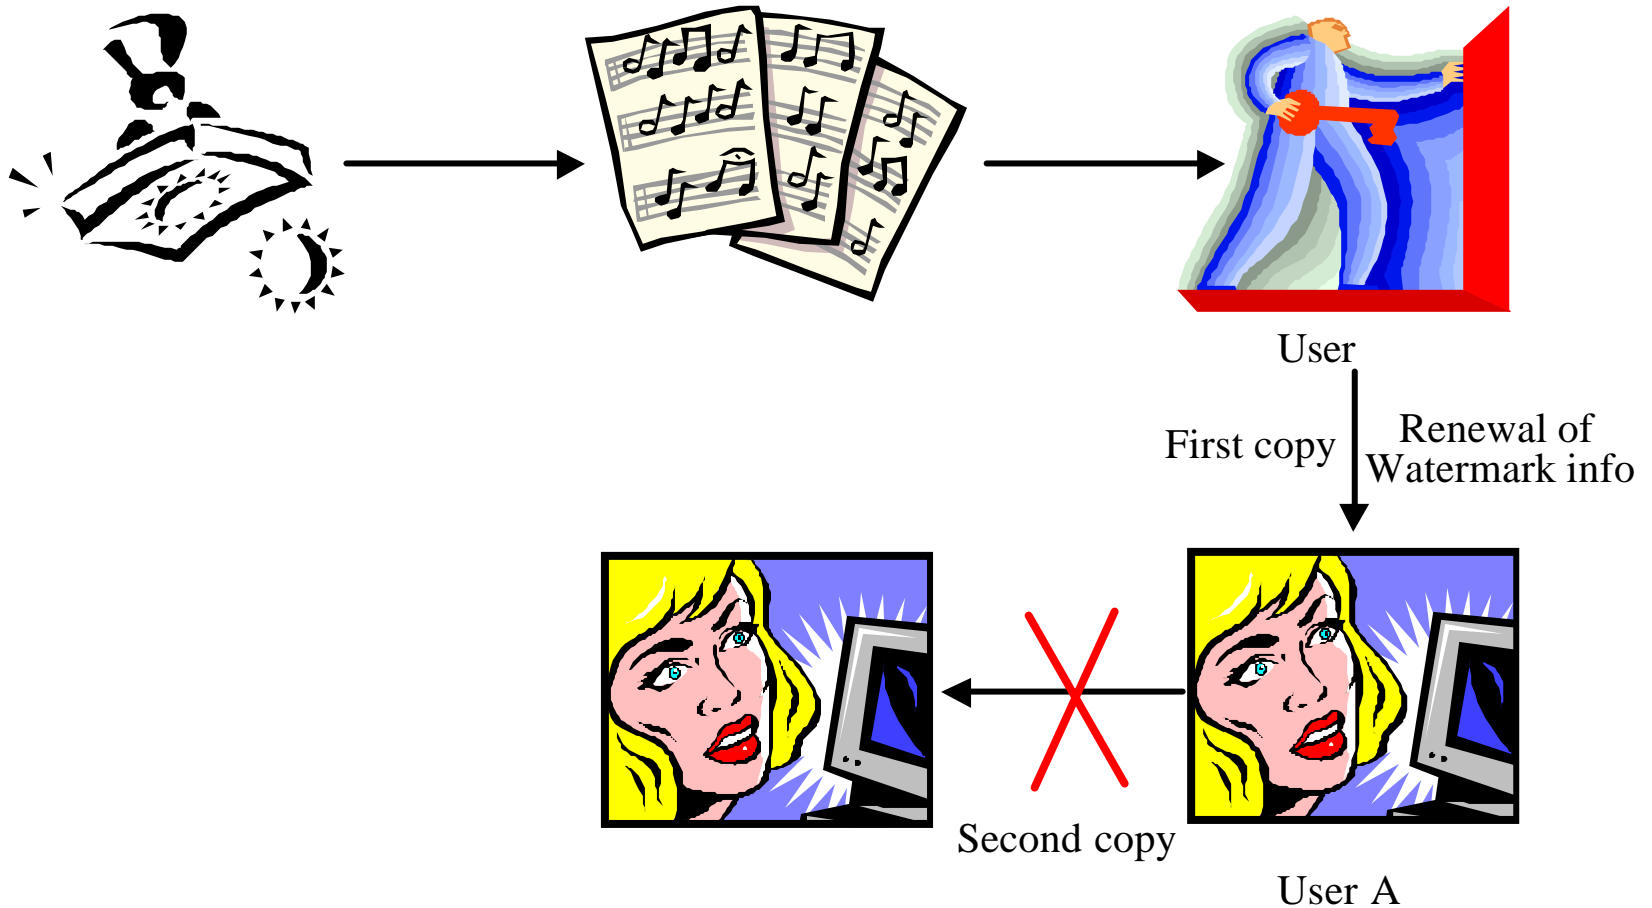 User
First copy
Renewal of
Watermark info
Second copy
User A